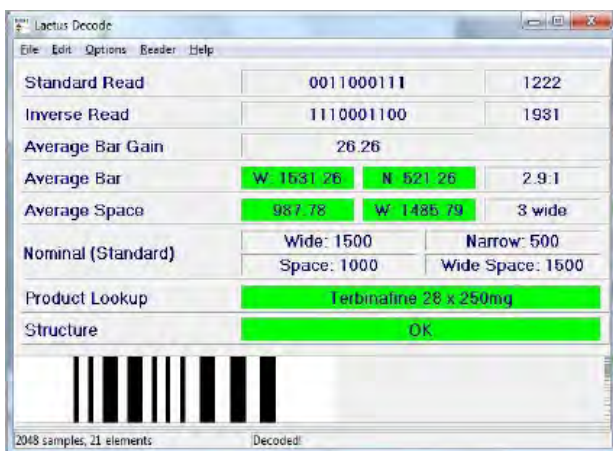 Laetus Decode
File Edit Options Reader Help
Standard Read 0011000111 1222
Inverse Read 1110001100 1931
Average Bar Gain 26.26
Average Bar W: 1531.26 N: 521.26 2.9:1
Average Space 987.78 W: 1485.79 3 wide
Nominal (Standard) Wide: 1500 Narrow: 500
Space: 1000 Wide Space: 1500
Product Lookup Terbinafine 28 x 250mg
Structure OK
2048 samples, 21 elements Decoded!